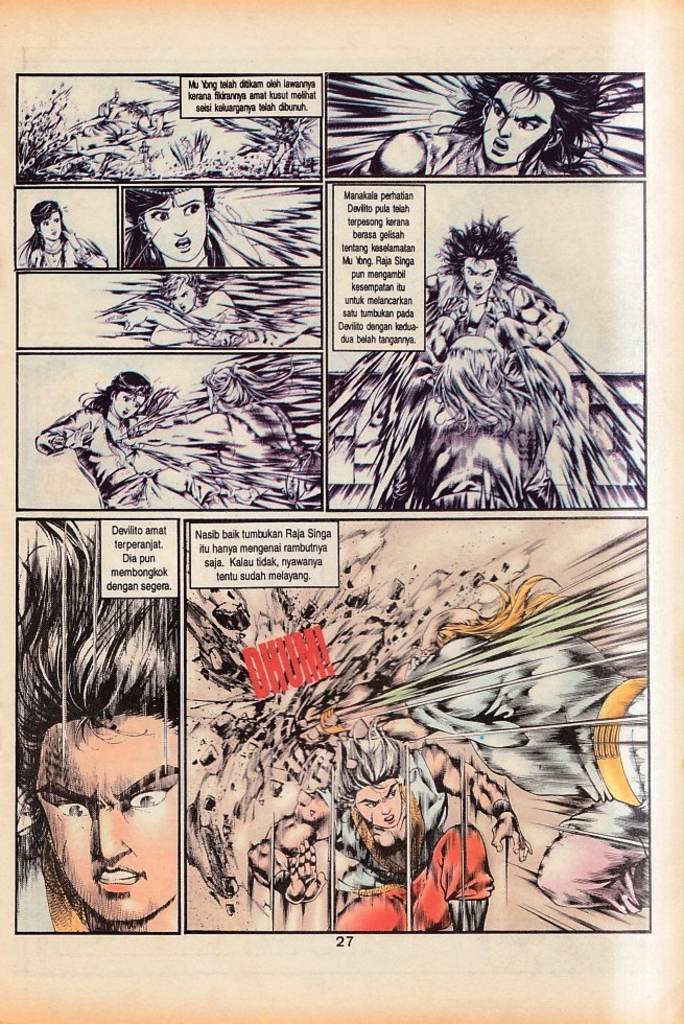 Mu Yong telah ditikam oleh lawannya
kerana fikirannya amat kusut melihat
seisi keluarganya telah dibunuh.
Manakala perhatian
Devilito pula telah
terpesong kerana
berasa gelisah
tentang keselamatan
Mu Yong. Raja Singa
pun mengambil
kesempatan itu
untuk melancarkan
satu tumbukan pada
Devilito dengan kedua-
dua belah tangannya.
Devilito amat
terperanjat.
Dia pun
membongkok
dengan segera.
Nasib baik tumbukan Raja Singa
itu hanya mengenai rambutnya
saja. Kalau tidak, nyawanya
tentu sudah melayang.
DHUM!
27